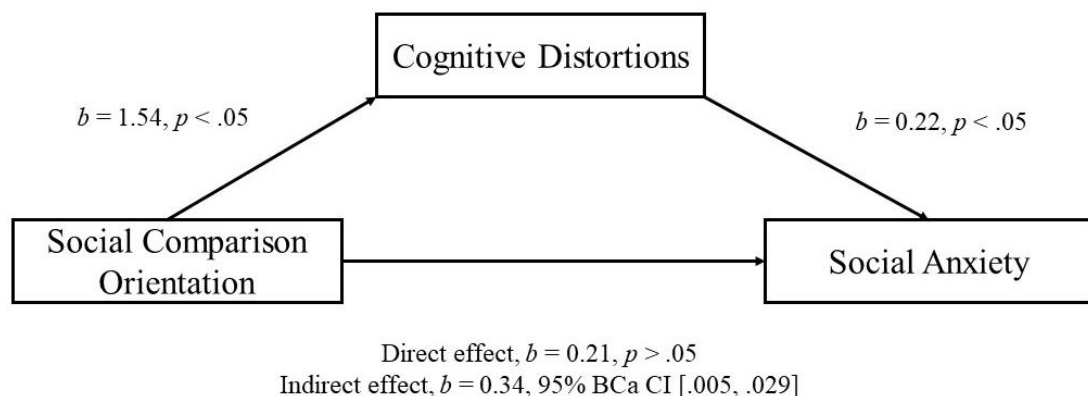 Cognitive Distortions
b = 1.54, p < .05
b = 0.22, p < .05
Social Comparison
Orientation
Social Anxiety
Direct effect, b = 0.21, p > .05
Indirect effect, b = 0.34, 95% BCa CI [.005, .029]